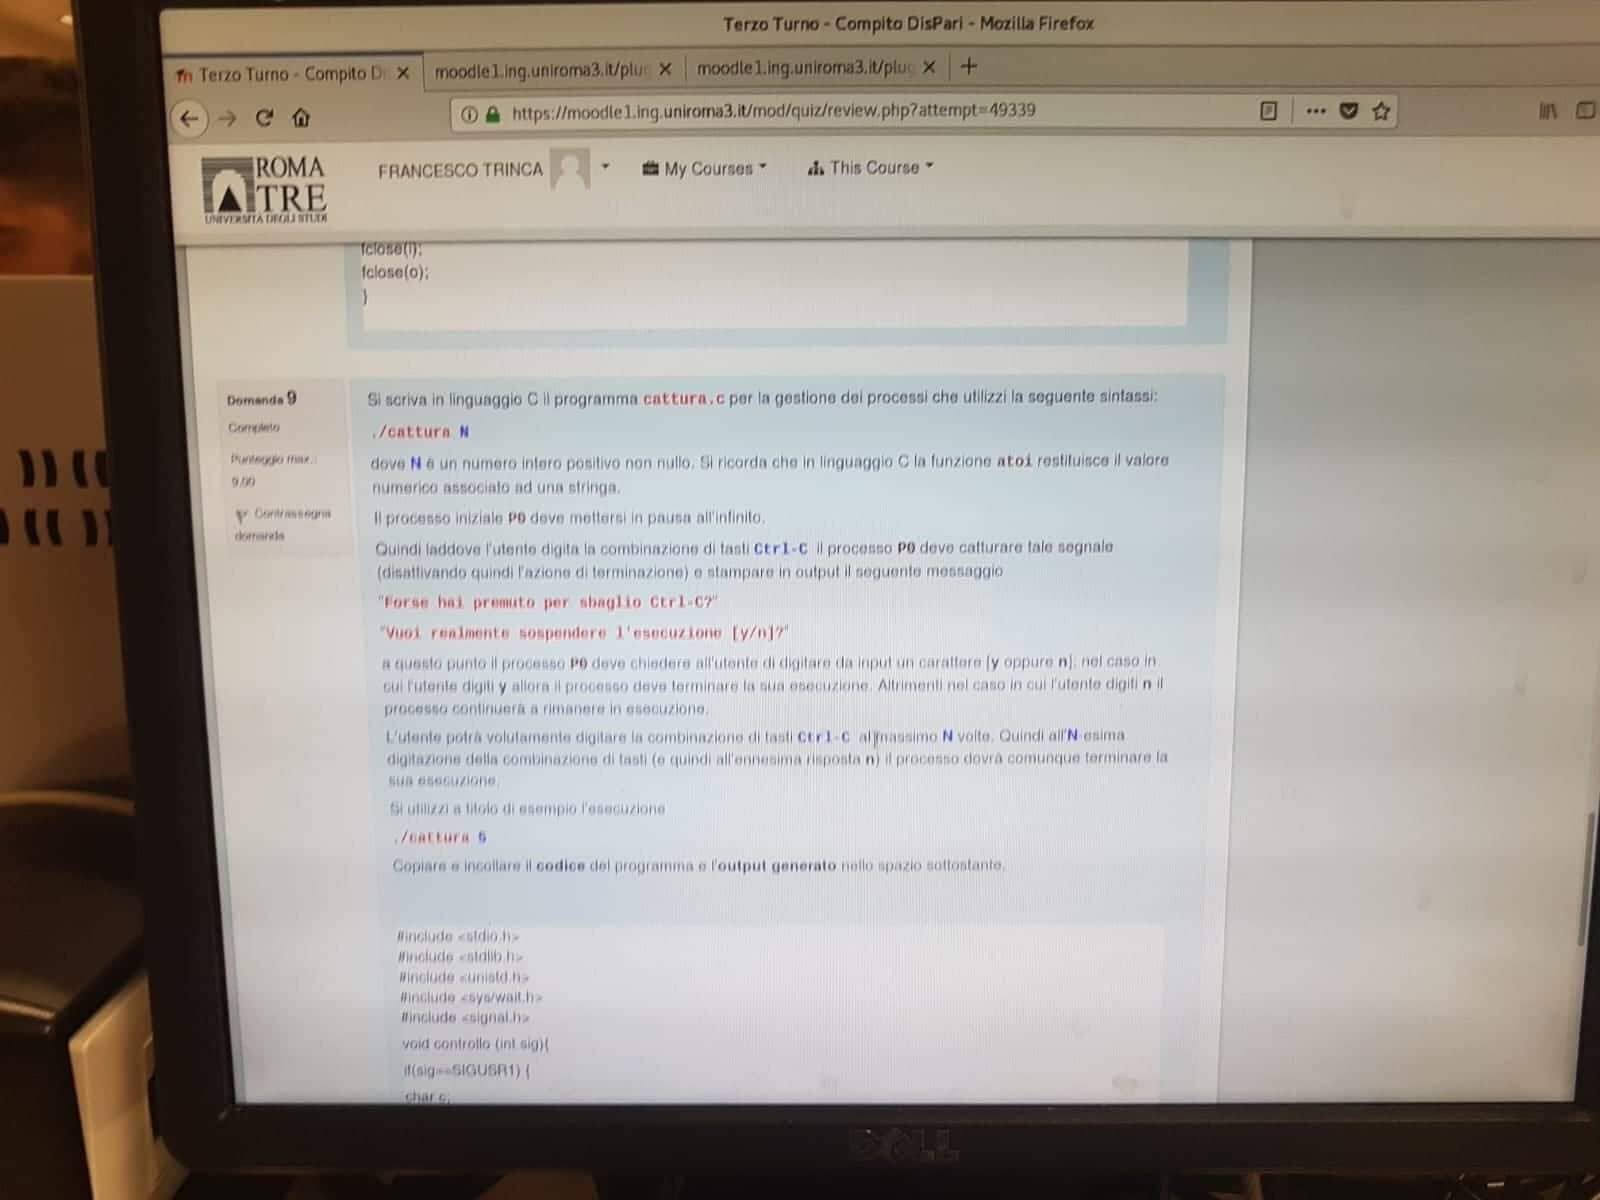 Terzo Turno - Compito DisPari - Mozilla Firefox
Terzo Turno - Compito Di
moodle1.ing.uniroma3.it/plug
moodle1.ing.uniroma3.it/plug
https://moodle1.ing.uniroma3.it/mod/quiz/review.php?attempt=49339
ROMA
TRE
UNIVERSITÀ DEGLI STUDI
FRANCESCO TRINCA
My Courses
This Course
fclose(i);
fclose(o);
}
Domanda 9
Completo
Punteggio max.:
9,00
Contrassegna
domanda
Si scriva in linguaggio C il programma cattura.c per la gestione dei processi che utilizzi la seguente sintassi:
./cattura N
dove N è un numero intero positivo non nullo. Si ricorda che in linguaggio C la funzione atoi restituisce il valore
numerico associato ad una stringa.
Il processo iniziale P0 deve mettersi in pausa all'infinito.
Quindi laddove l'utente digita la combinazione di tasti Ctrl-C il processo P0 deve catturare tale segnale
(disattivando quindi l'azione di terminazione) e stampare in output il seguente messaggio
"Forse hai premuto per sbaglio Ctrl-C?"
"Vuoi realmente sospendere l'esecuzione [y/n]?"
a questo punto il processo P0 deve chiedere all'utente di digitare da input un carattere [y oppure n]; nel caso in
cui l'utente digiti y allora il processo deve terminare la sua esecuzione. Altrimenti nel caso in cui l'utente digiti n il
processo continuerà a rimanere in esecuzione.
L'utente potrà volutamente digitare la combinazione di tasti Ctrl-C al massimo N volte. Quindi all'N-esima
digitazione della combinazione di tasti (e quindi all'ennesima risposta n) il processo dovrà comunque terminare la
sua esecuzione.
Si utilizzi a titolo di esempio l'esecuzione
./cattura 5
Copiare e incollare il codice del programma e l'output generato nello spazio sottostante.
#include <stdio.h>
#include <stdlib.h>
#include <unistd.h>
#include <sys/wait.h>
#include <signal.h>
void controllo (int sig){
if(sig==SIGUSR1) {
char c;
DELL